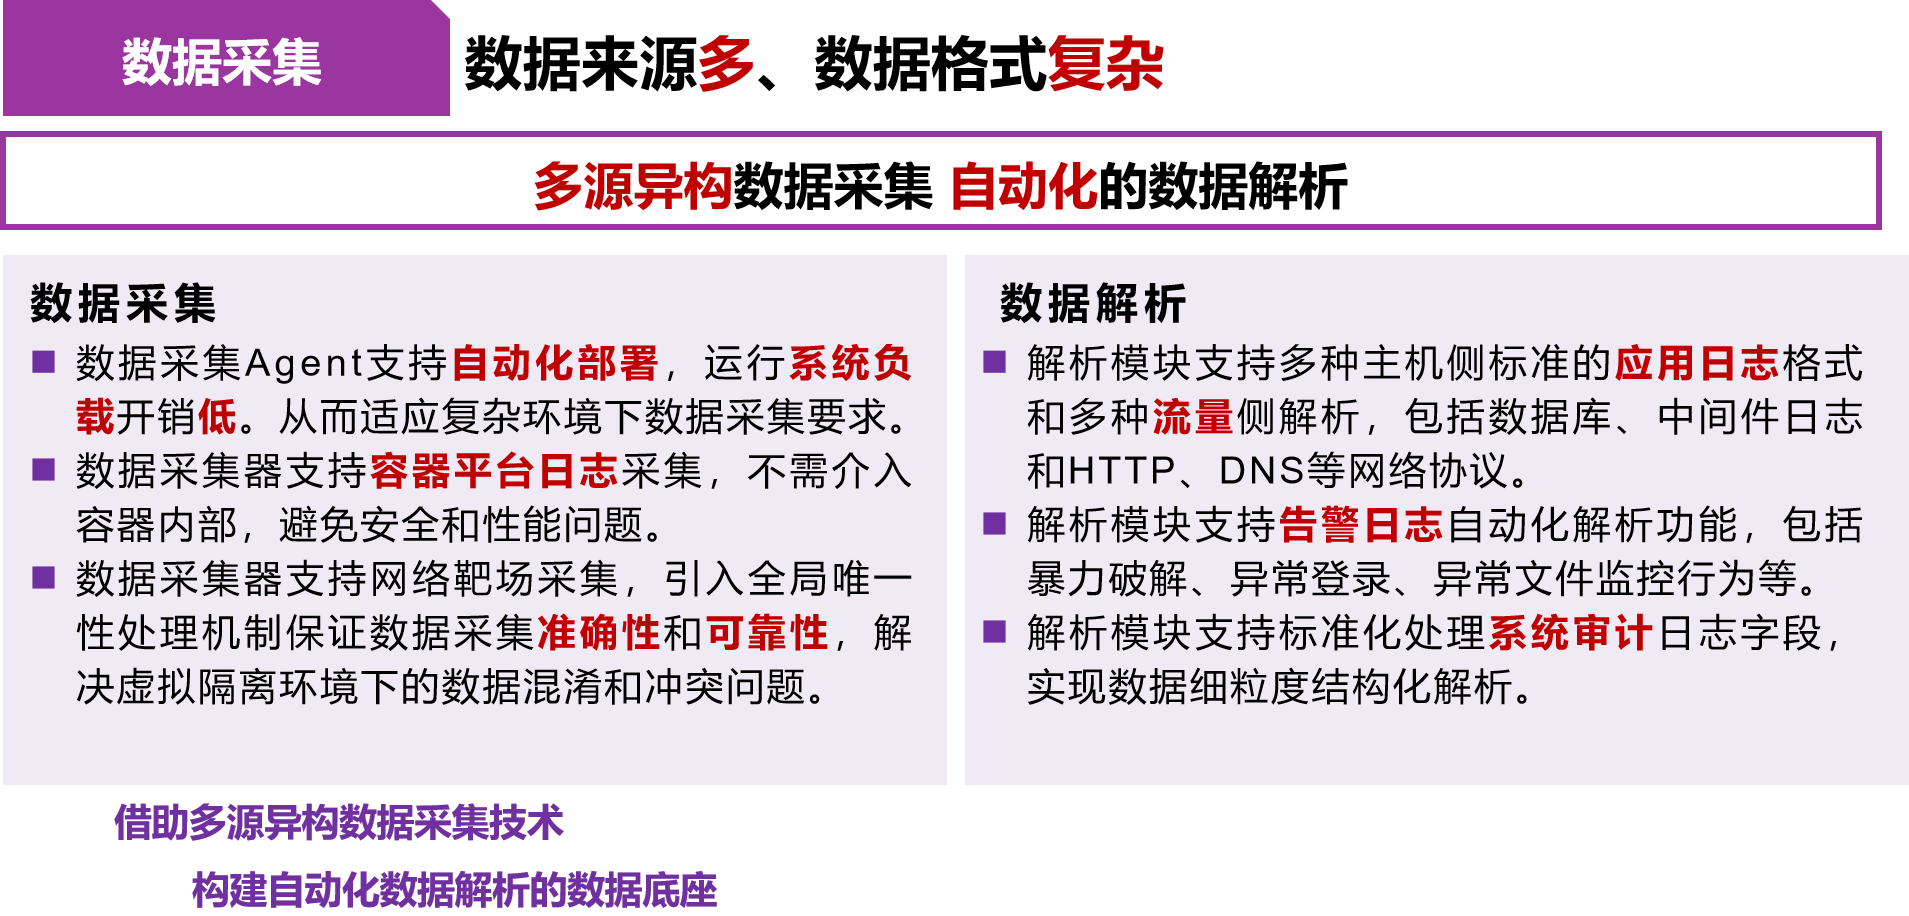 数据采集
数据来源多、数据格式复杂
多源异构数据采集 自动化的数据解析
数据采集
■ 数据采集Agent支持自动化部署，运行系统负
载开销低。从而适应复杂环境下数据采集要求。
■ 数据采集器支持容器平台日志采集，不需介入
容器内部，避免安全和性能问题。
■ 数据采集器支持网络靶场采集，引入全局唯一
性处理机制保证数据采集准确性和可靠性，解
决虚拟隔离环境下的数据混淆和冲突问题。
数据解析
■ 解析模块支持多种主机侧标准的应用日志格式
和多种流量侧解析，包括数据库、中间件日志
和HTTP、DNS等网络协议。
■ 解析模块支持告警日志自动化解析功能，包括
暴力破解、异常登录、异常文件监控行为等。
■ 解析模块支持标准化处理系统审计日志字段，
实现数据细粒度结构化解析。
借助多源异构数据采集技术
构建自动化数据解析的数据底座